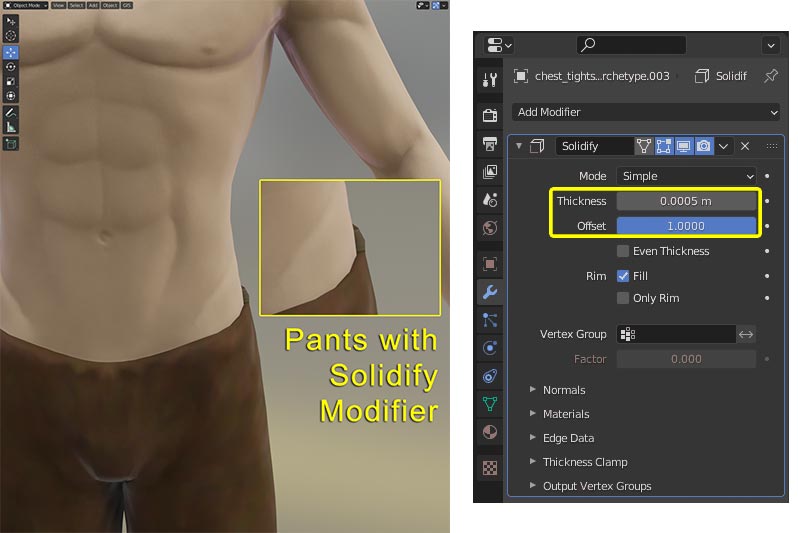 Object Mode
View
Select
Add
Object
GIS
Pants with
Solidify
Modifier
chest_tights...rchetype.003
Solidif
Add Modifier
Solidify
Mode
Simple
Thickness
0.0005 m
Offset
1.0000
Even Thickness
Rim
Fill
Only Rim
Vertex Group
Factor
0.000
Normals
Materials
Edge Data
Thickness Clamp
Output Vertex Groups